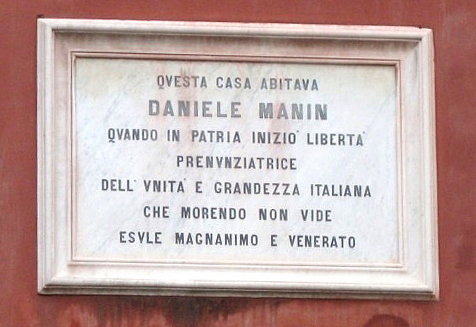 QVESTA CASA ABITAVA
DANIELE MANIN
QVANDO IN PATRIA INIZIO' LIBERTA'
PRENVNZIATRICE
DELL' VNITA' E GRANDEZZA ITALIANA
CHE MORENDO NON VIDE
ESVLE MAGNANIMO E VENERATO